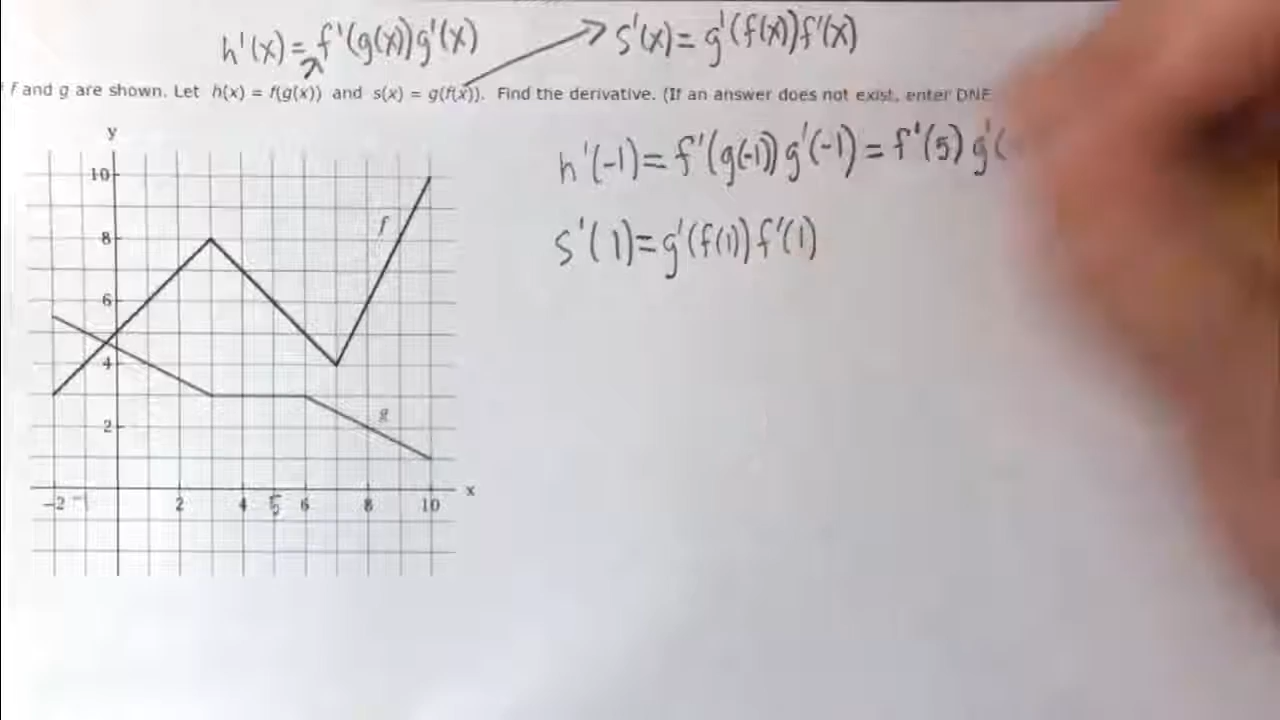 h'(x) = f'(g(x))g'(x)
s'(x) = g'(f(x))f'(x)
f and g are shown. Let h(x) = f(g(x)) and s(x) = g(f(x)). Find the derivative. (If an answer does not exist, enter DNE
h'(-1) = f'(g(-1))g'(-1) = f'(5) g'(
s'(1) = g'(f(1))f'(1)
y
10
f
8
6
4
g
2
x
-2 -1 2 4 5 6 8 10